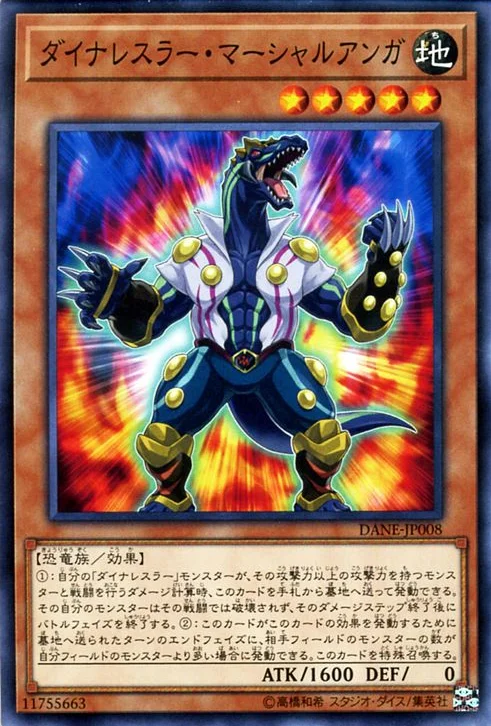 ダイナレスラー・マーシャルアンガ
地
DANE-JP008
【恐竜族/効果】
①:自分の「ダイナレスラー」モンスターが、その攻撃力以上の攻撃力を持つモンス
ターと戦闘を行うダメージ計算時、このカードを手札から墓地へ送って発動できる。
その自分のモンスターはその戦闘では破壊されず、そのダメージステップ終了後に
バトルフェイズを終了する。②:このカードがこのカードの効果を発動するために
墓地へ送られたターンのエンドフェイズに、相手フィールドのモンスターの数が
自分フィールドのモンスターより多い場合に発動できる。このカードを特殊召喚する。
ATK/1600 DEF/ 0
11755663
©高橋和希 スタジオ・ダイス/集英社